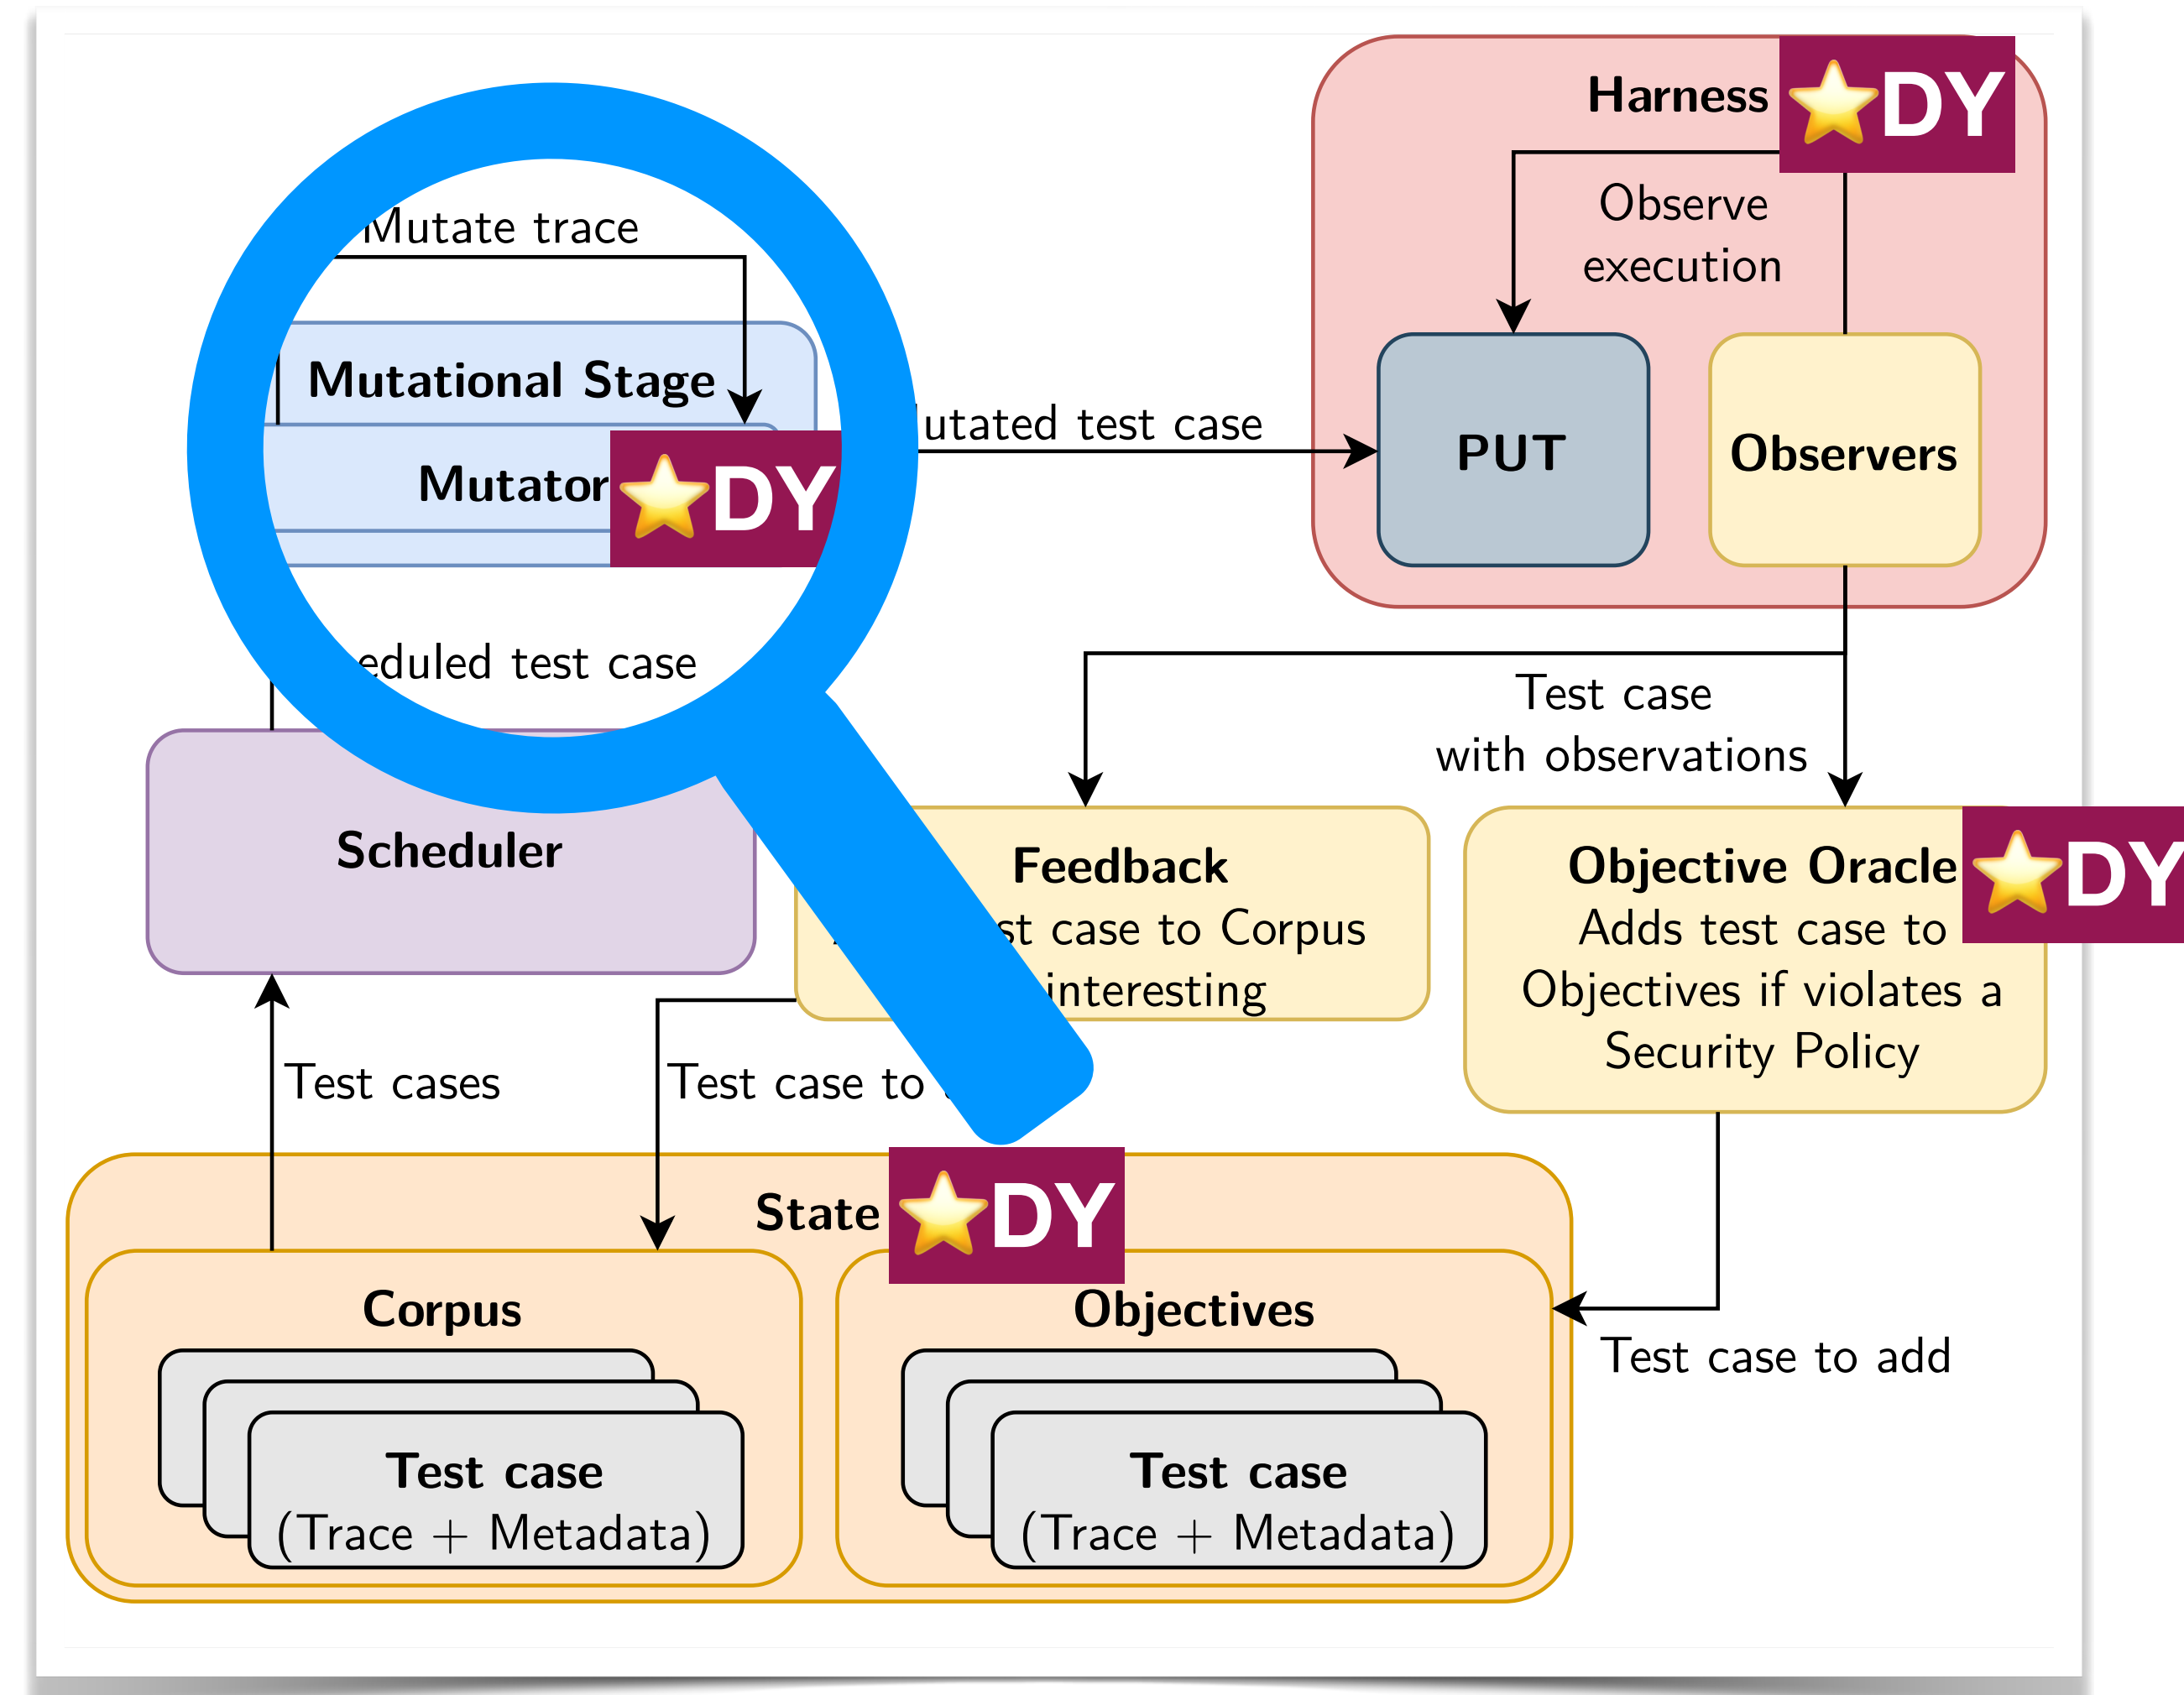 Harness
DY
Mutate trace
Observe
execution
Mutational Stage
Mutator
DY
test case
PUT
Observers
test case
Test case
with observations
Scheduler
Feedback
case to Corpus
interesting
Objective Oracle
DY
Adds test case to
Objectives if violates a
Security Policy
Test cases
Test case to
State
DY
Corpus
Objectives
Test case to add
Test case
(Trace + Metadata)
Test case
(Trace + Metadata)